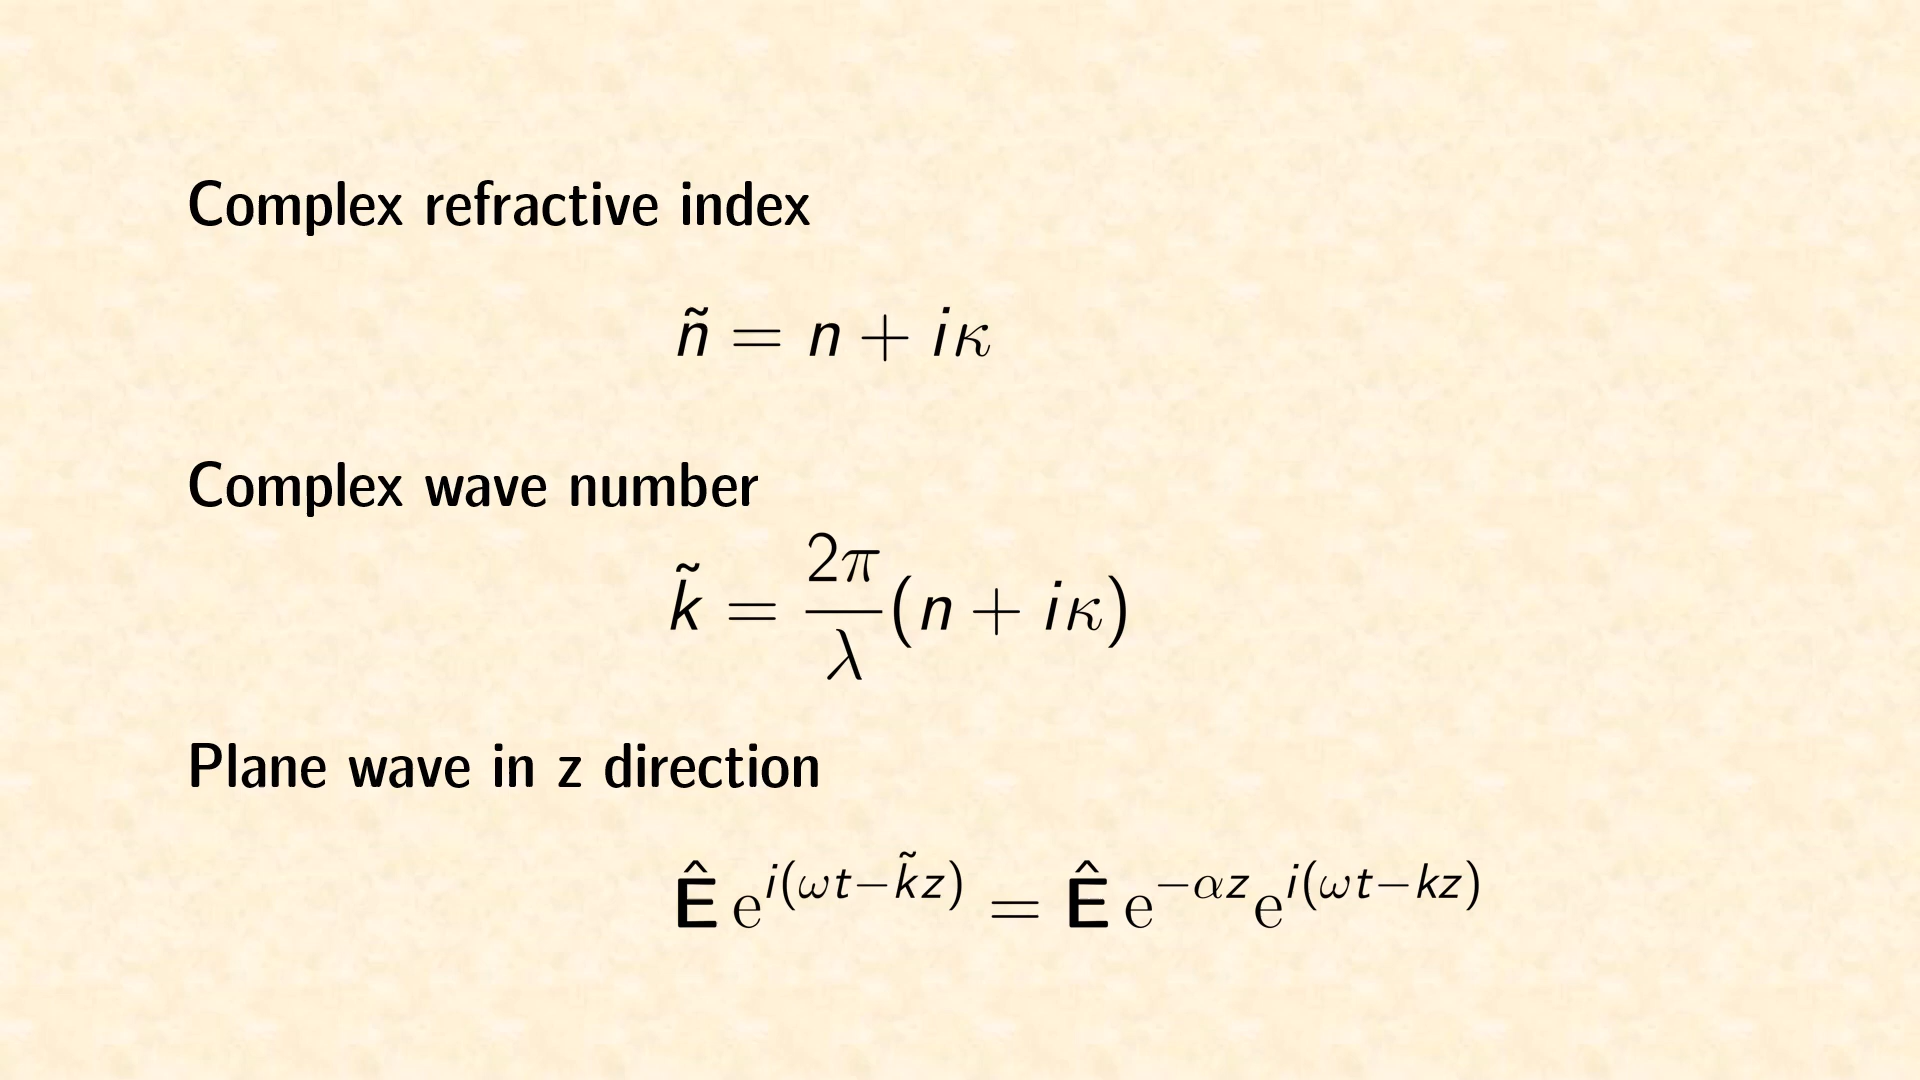 Complex refractive index
ñ = n + iκ
Complex wave number
k̃ = 2π/λ (n + iκ)
Plane wave in z direction
Ê e^{i(ωt−k̃z)} = Ê e^{−αz}e^{i(ωt−kz)}